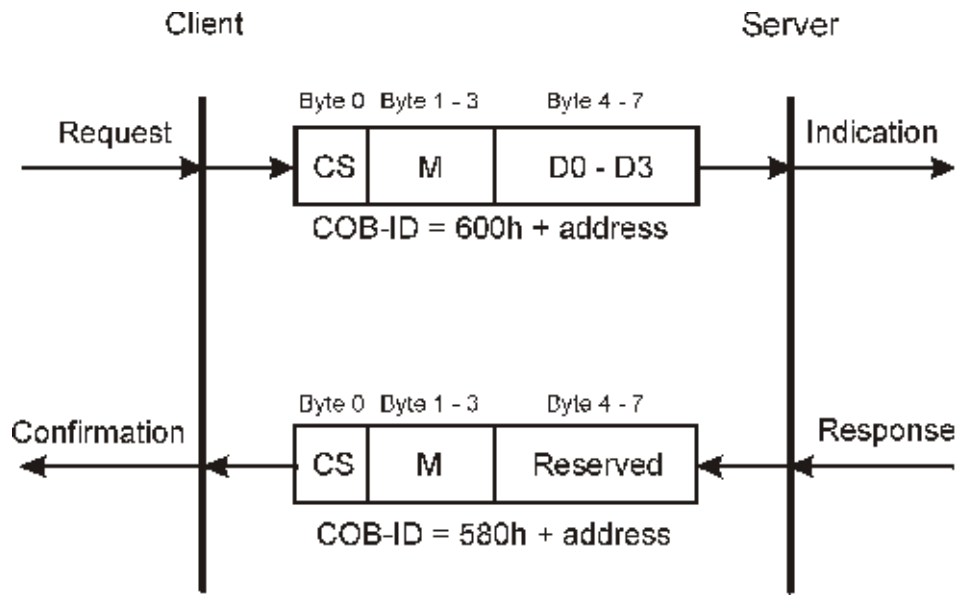 Client Server
Byte 0 Byte 1 - 3 Byte 4 - 7
Request Indication
CS M D0 - D3
COB-ID = 600h + address
Byte 0 Byte 1 - 3 Byte 4 - 7
Confirmation Response
CS M Reserved
COB-ID = 580h + address